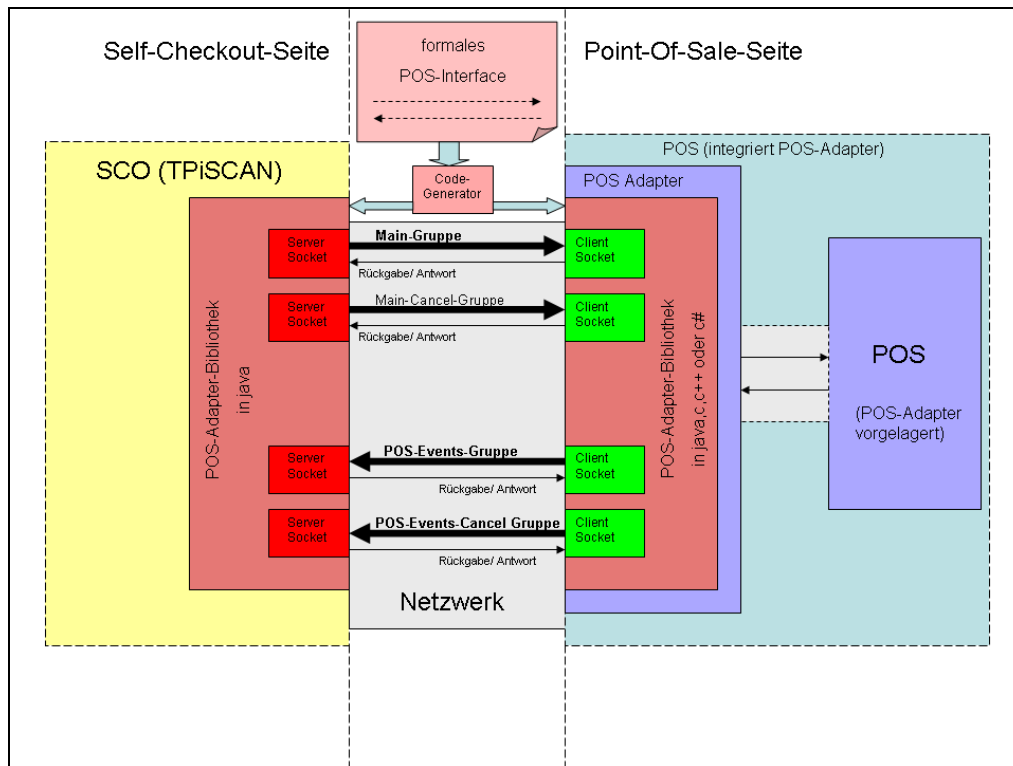 Self-Checkout-Seite
formales
POS-Interface
Point-Of-Sale-Seite
SCO (TPiSCAN)
Code-
Generator
POS (integriert POS-Adapter)
POS Adapter
POS-Adapter-Bibliothek
in java
Server
Socket
Main-Gruppe
Rückgabe/ Antwort
Client
Socket
Server
Socket
Main-Cancel-Gruppe
Rückgabe/ Antwort
Client
Socket
Server
Socket
POS-Events-Gruppe
Rückgabe/ Antwort
Client
Socket
Server
Socket
POS-Events-Cancel Gruppe
Rückgabe/ Antwort
Client
Socket
Netzwerk
POS-Adapter-Bibliothek
in java,c,c++ oder c#
POS
(POS-Adapter
vorgelagert)